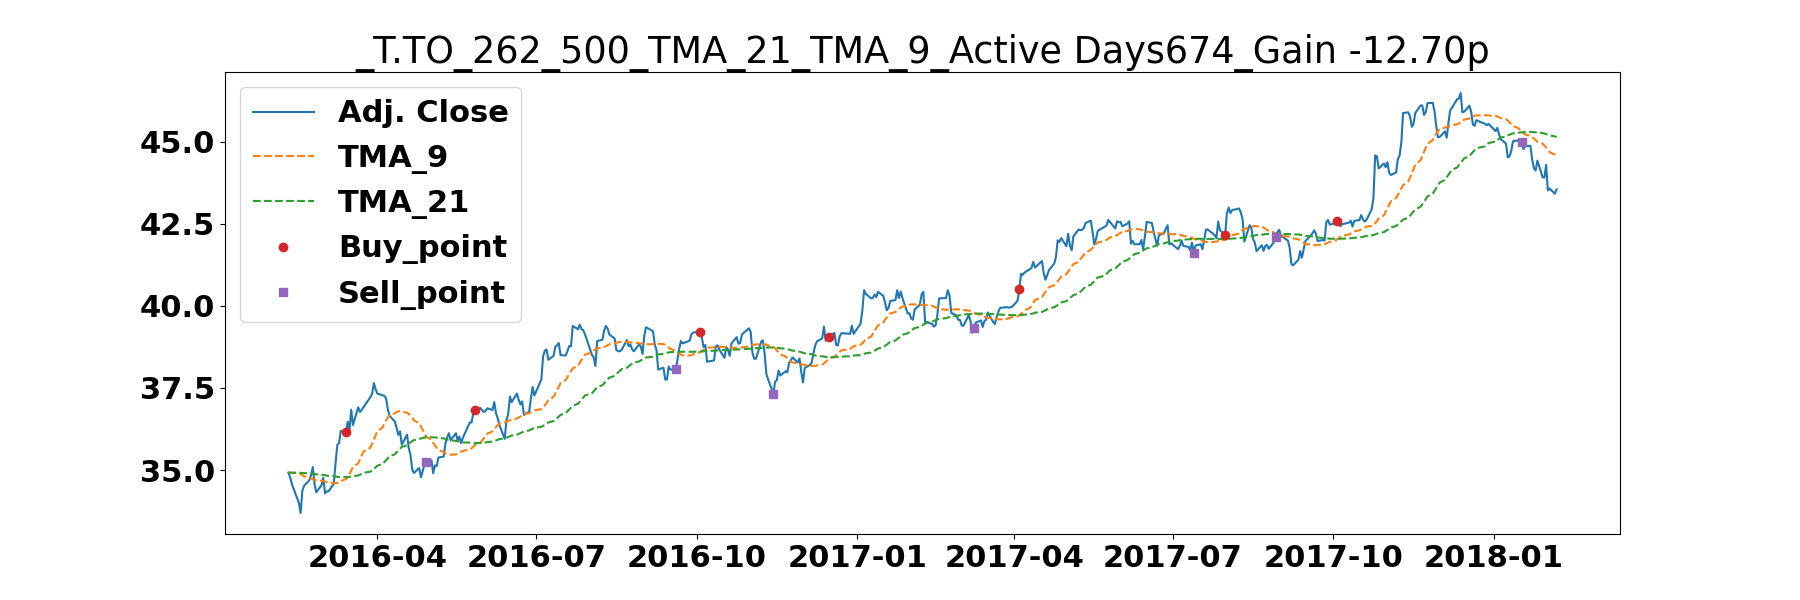 _T.TO_262_500_TMA_21_TMA_9_Active Days674_Gain -12.70p
Adj. Close
TMA_9
TMA_21
Buy_point
Sell_point
45.0
42.5
40.0
37.5
35.0
2016-04 2016-07 2016-10 2017-01 2017-04 2017-07 2017-10 2018-01